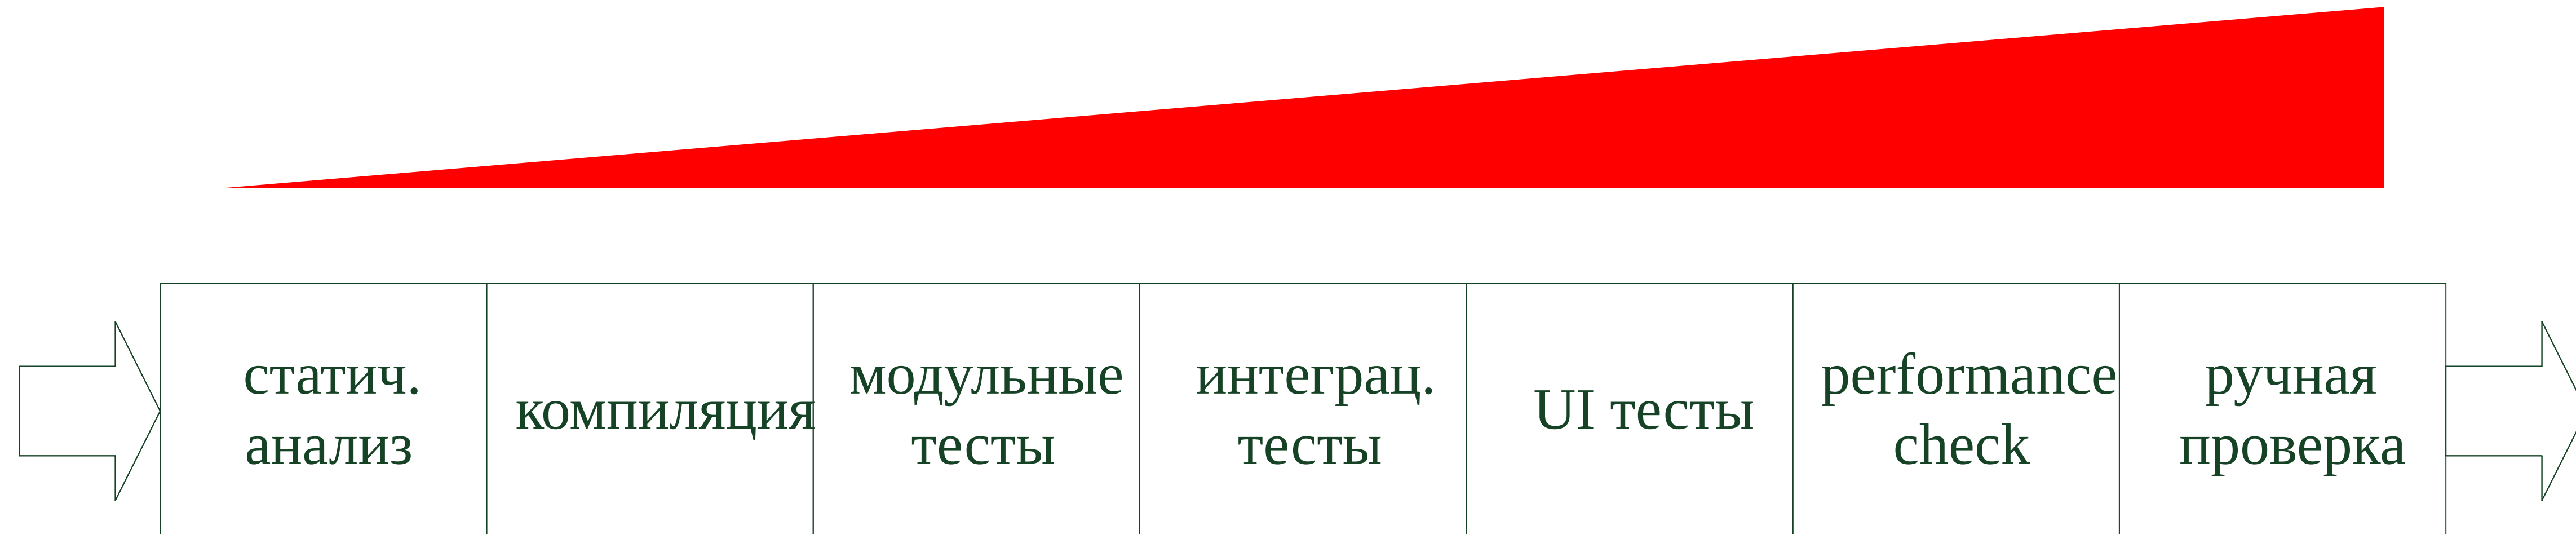 статич.
анализ
компиляция
модульные
тесты
интеграц.
тесты
UI тесты
performance
check
ручная
проверка